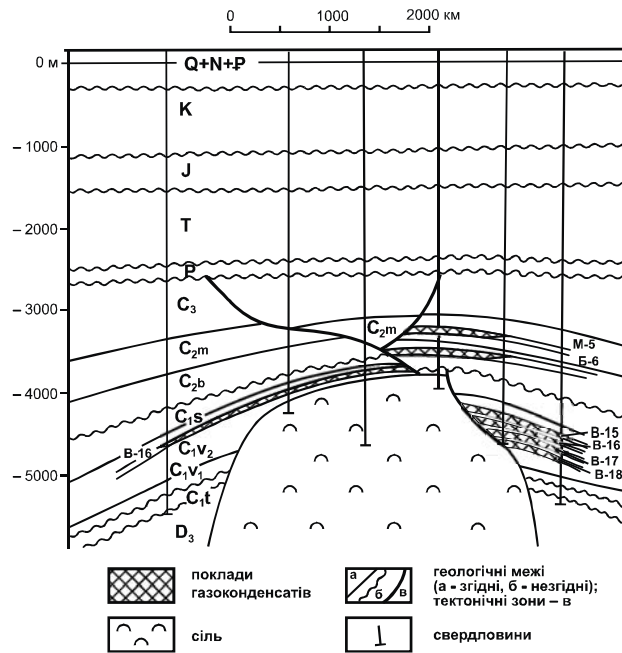 0 1000 2000 км
0 м
Q+N+P
K
– 1000
J
T
– 2000
P
– 3000
C₃
C₂m
C₂m
М-5
Б-6
C₂b
– 4000
C₁s
В-15
В-16
В-16
C₁v₂
В-17
C₁v₁
В-18
– 5000
C₁t
D₃
поклади
газоконденсатів
сіль
а б в
геологічні межі
(а - згідні, б - незгідні);
тектонічні зони – в
свердловини